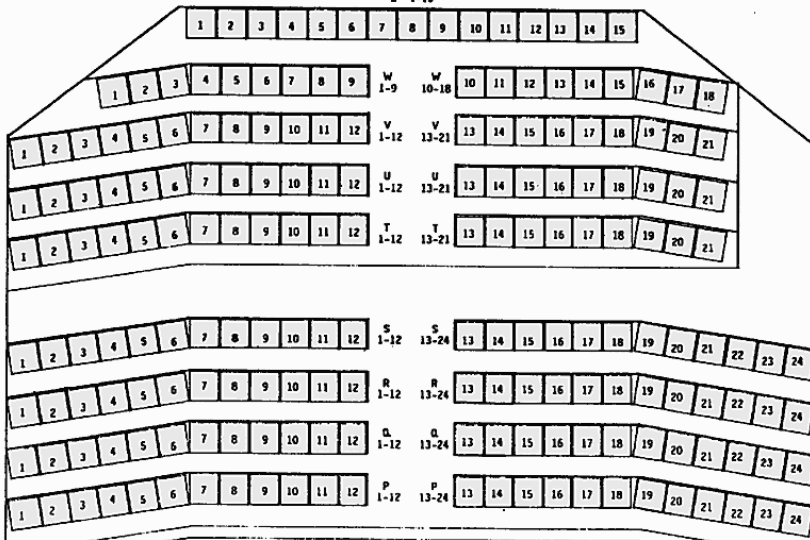 1 2 3 4 5 6 7 8 9 10 11 12 13 14 15
1 2 3 4 5 6 7 8 9 W 1-9 W 10-18 10 11 12 13 14 15 16 17 18
1 2 3 4 5 6 7 8 9 10 11 12 V 1-12 V 13-21 13 14 15 16 17 18 19 20 21
1 2 3 4 5 6 7 8 9 10 11 12 U 1-12 U 13-21 13 14 15 16 17 18 19 20 21
1 2 3 4 5 6 7 8 9 10 11 12 T 1-12 T 13-21 13 14 15 16 17 18 19 20 21
1 2 3 4 5 6 7 8 9 10 11 12 S 1-12 S 13-24 13 14 15 16 17 18 19 20 21 22 23 24
1 2 3 4 5 6 7 8 9 10 11 12 R 1-12 R 13-24 13 14 15 16 17 18 19 20 21 22 23 24
1 2 3 4 5 6 7 8 9 10 11 12 Q 1-12 Q 13-24 13 14 15 16 17 18 19 20 21 22 23 24
1 2 3 4 5 6 7 8 9 10 11 12 P 1-12 P 13-24 13 14 15 16 17 18 19 20 21 22 23 24